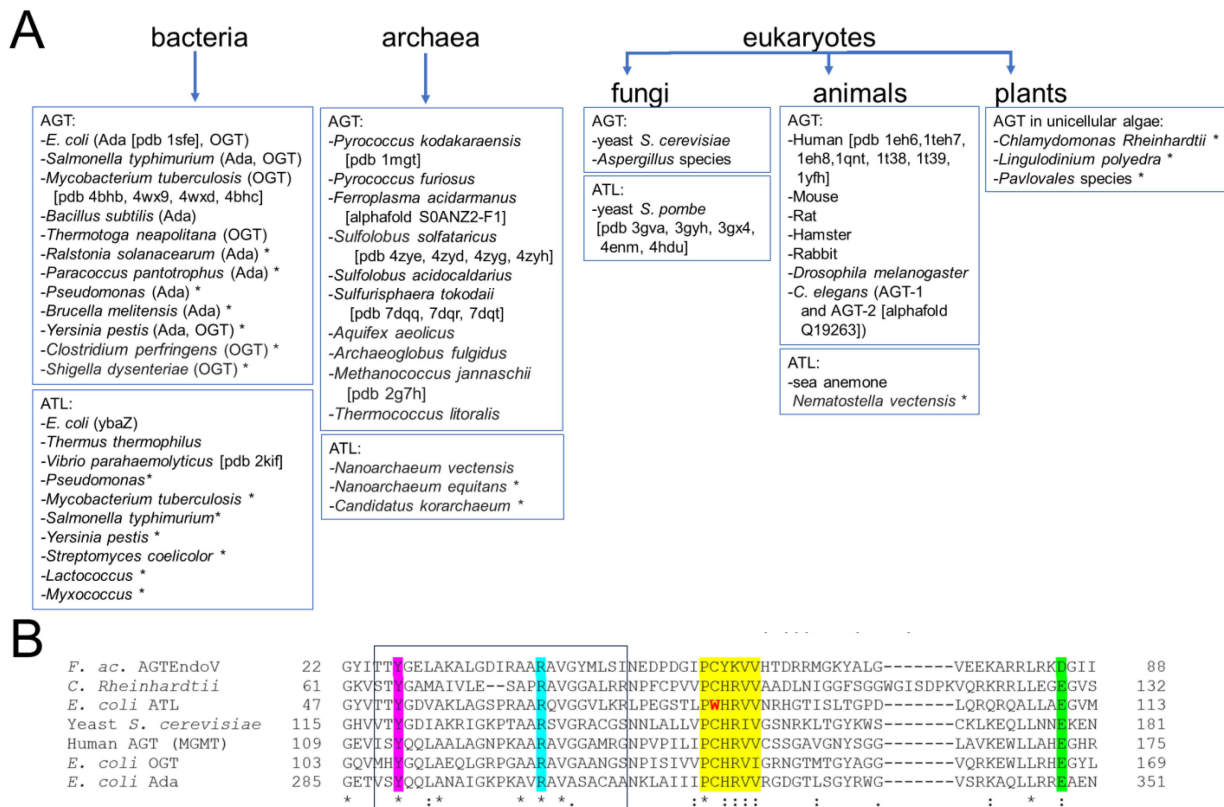 A
bacteria
archaea
eukaryotes
fungi
animals
plants
AGT:
-E. coli (Ada [pdb 1sfe], OGT)
-Salmonella typhimurium (Ada, OGT)
-Mycobacterium tuberculosis (OGT)
[pdb 4bhb, 4wx9, 4wxd, 4bhc]
-Bacillus subtilis (Ada)
-Thermotoga neapolitana (OGT)
-Ralstonia solanacearum (Ada) *
-Paracoccus pantotrophus (Ada) *
-Pseudomonas (Ada) *
-Brucella melitensis (Ada) *
-Yersinia pestis (Ada, OGT) *
-Clostridium perfringens (OGT) *
-Shigella dysenteriae (OGT) *
ATL:
-E. coli (ybaZ)
-Thermus thermophilus
-Vibrio parahaemolyticus [pdb 2kif]
-Pseudomonas*
-Mycobacterium tuberculosis *
-Salmonella typhimurium*
-Yersinia pestis *
-Streptomyces coelicolor *
-Lactococcus *
-Myxococcus *
AGT:
-Pyrococcus kodakaraensis
[pdb 1mgt]
-Pyrococcus furiosus
-Ferroplasma acidarmanus
[alphafold S0ANZ2-F1]
-Sulfolobus solfataricus
[pdb 4zye, 4zyd, 4zyg, 4zyh]
-Sulfolobus acidocaldarius
-Sulfurisphaera tokodaii
[pdb 7dqq, 7dqr, 7dqt]
-Aquifex aeolicus
-Archaeoglobus fulgidus
-Methanococcus jannaschii
[pdb 2g7h]
-Thermococcus litoralis
ATL:
-Nanoarchaeum vectensis
-Nanoarchaeum equitans *
-Candidatus korarchaeum *
AGT:
-yeast S. cerevisiae
-Aspergillus species
ATL:
-yeast S. pombe
[pdb 3gva, 3gyh, 3gx4,
4enm, 4hdu]
AGT:
-Human [pdb 1eh6,1teh7,
1eh8,1qnt, 1t38, 1t39,
1yfh]
-Mouse
-Rat
-Hamster
-Rabbit
-Drosophila melanogaster
-C. elegans (AGT-1
and AGT-2 [alphafold
Q19263])
ATL:
-sea anemone
Nematostella vectensis *
AGT in unicellular algae:
-Chlamydomonas Rheinhardtii *
-Lingulodinium polyedra *
-Pavlovales species *
B
F. ac. AGTEndoV 22 GYITTYGELAKALGDIRAARAVGYMLSINEDPDGIPCYKVVHTDRRMGKYALG-------VEEKARRLRKDGII 88
C. Rheinhardtii 61 GKVSTYGAMAIVLE--SAPRAVGGALRRNPFCPVVPCHRVVAADLNIGGFSGGWGISDPKVQRKRRLLEGEGVS 132
E. coli ATL 47 GYVTTYGDVAKLAGSPRAARQVGGVLKRLPEGSTLPWHRVVNRHGTISLTGPD-------LQRQRQALLAEGVM 113
Yeast S. cerevisiae 115 GHVVTYGDIAKRIGKPTAARSVGRACGSNNLALLVPCHRIVGSNRKLTGYKWS-------CKLKEQLLNNEKEN 181
Human AGT (MGMT) 109 GEVISYQQLAALAGNPKAARAVGGAMRGNPVPILIPCHRVVCSSGAVGNYSGG-------LAVKEWLLAHEGHR 175
E. coli OGT 103 GQVMHYGQLAEQLGRPGAARAVGAANGSNPISIVVPCHRVIGRNGTMTGYAGG-------VQRKEWLLRHEGYL 169
E. coli Ada 285 GETVSYQQLANAIGKPKAVRAVASACAANKLAIIIPCHRVVRGDGTLSGYRWG-------VSRKAQLLRREAEN 351
* * :* * * *. :* :::: : . : * :